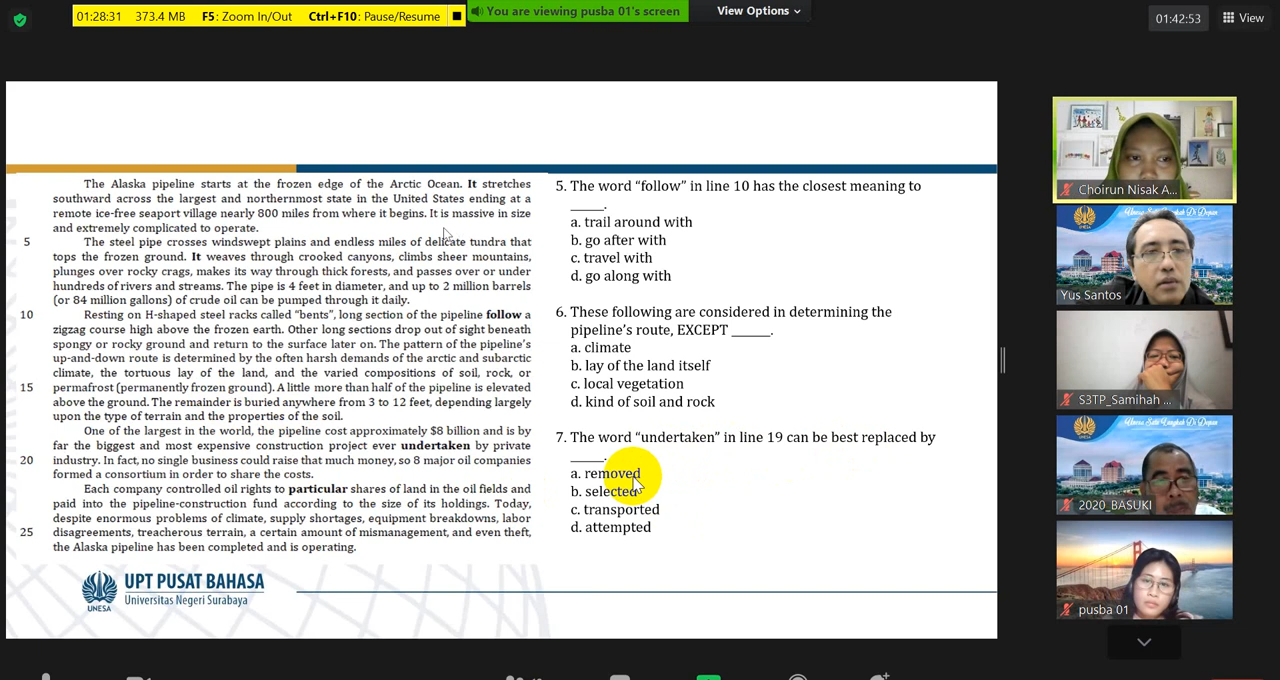 01:28:31 373.4 MB F5: Zoom In/Out Ctrl+F10: Pause/Resume
You are viewing pusba 01's screen
View Options
01:42:53
View
The Alaska pipeline starts at the frozen edge of the Arctic Ocean. It stretches
southward across the largest and northernmost state in the United States ending at a
remote ice-free seaport village nearly 800 miles from where it begins. It is massive in size
and extremely complicated to operate.
5 The steel pipe crosses windswept plains and endless miles of delicate tundra that
tops the frozen ground. It weaves through crooked canyons, climbs sheer mountains,
plunges over rocky crags, makes its way through thick forests, and passes over or under
hundreds of rivers and streams. The pipe is 4 feet in diameter, and up to 2 million barrels
(or 84 million gallons) of crude oil can be pumped through it daily.
10 Resting on H-shaped steel racks called "bents", long section of the pipeline follow a
zigzag course high above the frozen earth. Other long sections drop out of sight beneath
spongy or rocky ground and return to the surface later on. The pattern of the pipeline's
up-and-down route is determined by the often harsh demands of the arctic and subarctic
climate, the tortuous lay of the land, and the varied compositions of soil, rock, or
15 permafrost (permanently frozen ground). A little more than half of the pipeline is elevated
above the ground. The remainder is buried anywhere from 3 to 12 feet, depending largely
upon the type of terrain and the properties of the soil.
One of the largest in the world, the pipeline cost approximately $8 billion and is by
far the biggest and most expensive construction project ever undertaken by private
20 industry. In fact, no single business could raise that much money, so 8 major oil companies
formed a consortium in order to share the costs.
Each company controlled oil rights to particular shares of land in the oil fields and
paid into the pipeline-construction fund according to the size of its holdings. Today,
despite enormous problems of climate, supply shortages, equipment breakdowns, labor
25 disagreements, treacherous terrain, a certain amount of mismanagement, and even theft,
the Alaska pipeline has been completed and is operating.
5. The word "follow" in line 10 has the closest meaning to
_____.
a. trail around with
b. go after with
c. travel with
d. go along with
6. These following are considered in determining the
pipeline's route, EXCEPT _____.
a. climate
b. lay of the land itself
c. local vegetation
d. kind of soil and rock
7. The word "undertaken" in line 19 can be best replaced by
_____.
a. removed
b. selected
c. transported
d. attempted
UNESA
UPT PUSAT BAHASA
Universitas Negeri Surabaya
Choirun Nisak A...
UNESA
Yus Santos
S3TP_Samihah ...
UNESA
2020_BASUKI
pusba 01